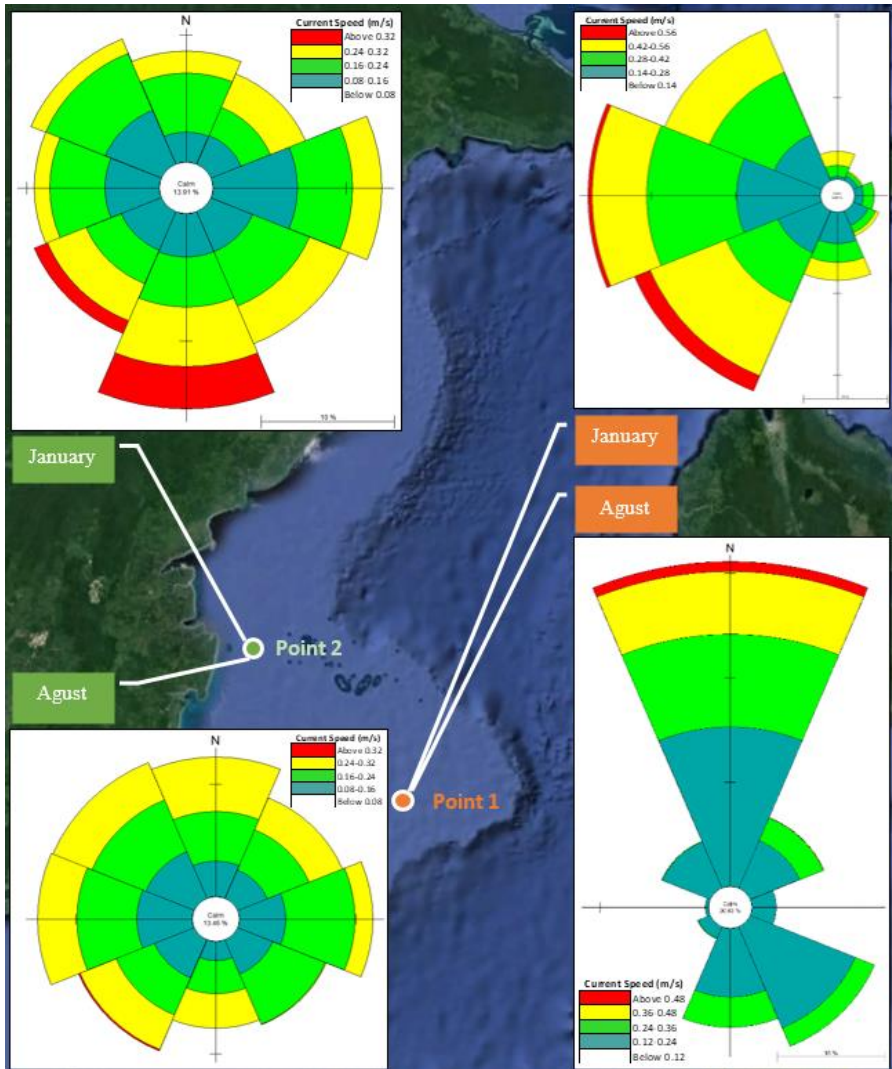 N
Current Speed (m/s)
Above 0.32
0.24-0.32
0.16-0.24
0.08-0.16
Below 0.08
Calm
13.91 %
10 %
N
Current Speed (m/s)
Above 0.56
0.42-0.56
0.28-0.42
0.14-0.28
Below 0.14
January
January
Agust
Point 2
Agust
Point 1
N
Current Speed (m/s)
Above 0.32
0.24-0.32
0.16-0.24
0.08-0.16
Below 0.08
Calm
N
Calm
Current Speed (m/s)
Above 0.48
0.36-0.48
0.24-0.36
0.12-0.24
Below 0.12
10 %